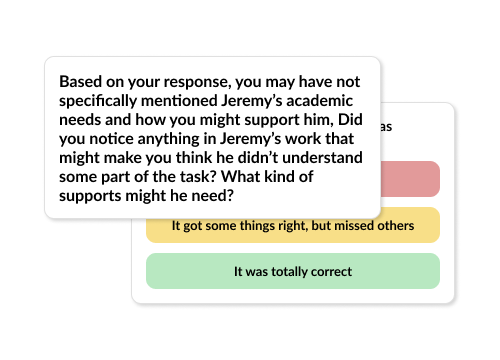 Based on your response, you may have not
specifically mentioned Jeremy's academic
needs and how you might support him, Did
you notice anything in Jeremy's work that
might make you think he didn't understand
some part of the task? What kind of
supports might he need?
as
It got some things right, but missed others
It was totally correct